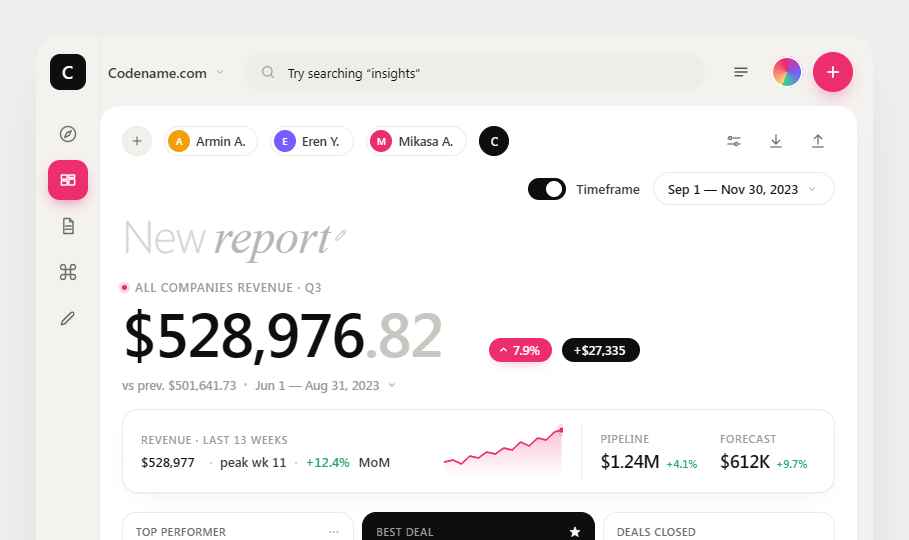 C Codename.com Try searching “insights”
A Armin A. E Eren Y. M Mikasa A. C
Timeframe Sep 1 — Nov 30, 2023
New report
ALL COMPANIES REVENUE · Q3
$528,976.82 7.9% +$27,335
vs prev. $501,641.73 • Jun 1 — Aug 31, 2023
REVENUE · LAST 13 WEEKS PIPELINE FORECAST
$528,977 · peak wk 11 · +12.4% MoM $1.24M +4.1% $612K +9.7%
TOP PERFORMER BEST DEAL DEALS CLOSED